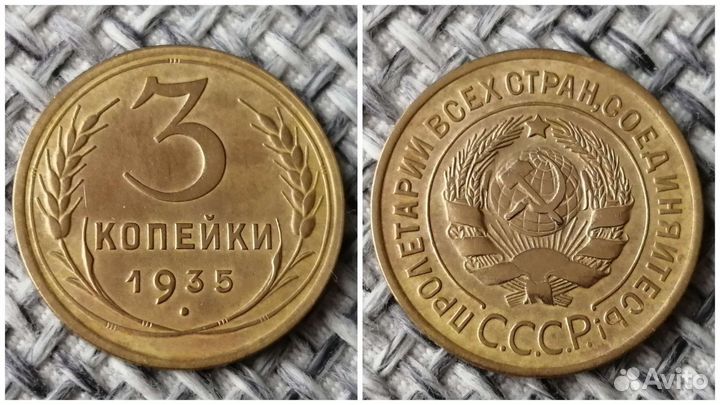 3
КОПЕЙКИ
1935
ПРОЛЕТАРИИ ВСЕХ СТРАН, СОЕДИНЯЙТЕСЬ!
С.С.С.Р.
Avito